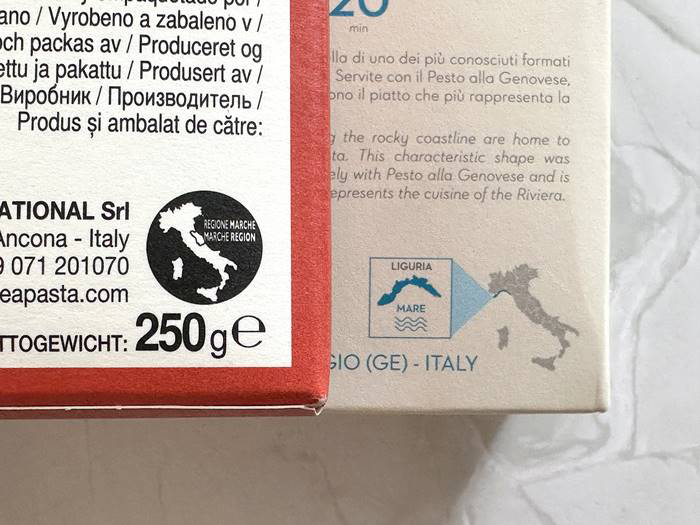 ano / Vyrobeno a zabaleno v /
och packas av / Produceret og
ettu ja pakattu / Produsert av /
Виробник / Производитель /
Produs și ambalat de către:
ATIONAL Srl
Ancona - Italy
9 071 201070
eapasta.com
REGIONE MARCHE
MARCHE REGION
TTOGEWICHT: 250g e
20
min
lla di uno dei più conosciuti formati
Servite con il Pesto alla Genovese,
ono il piatto che più rappresenta la
g the rocky coastline are home to
ta. This characteristic shape was
ely with Pesto alla Genovese and is
epresents the cuisine of the Riviera.
LIGURIA
MARE
GIO (GE) - ITALY